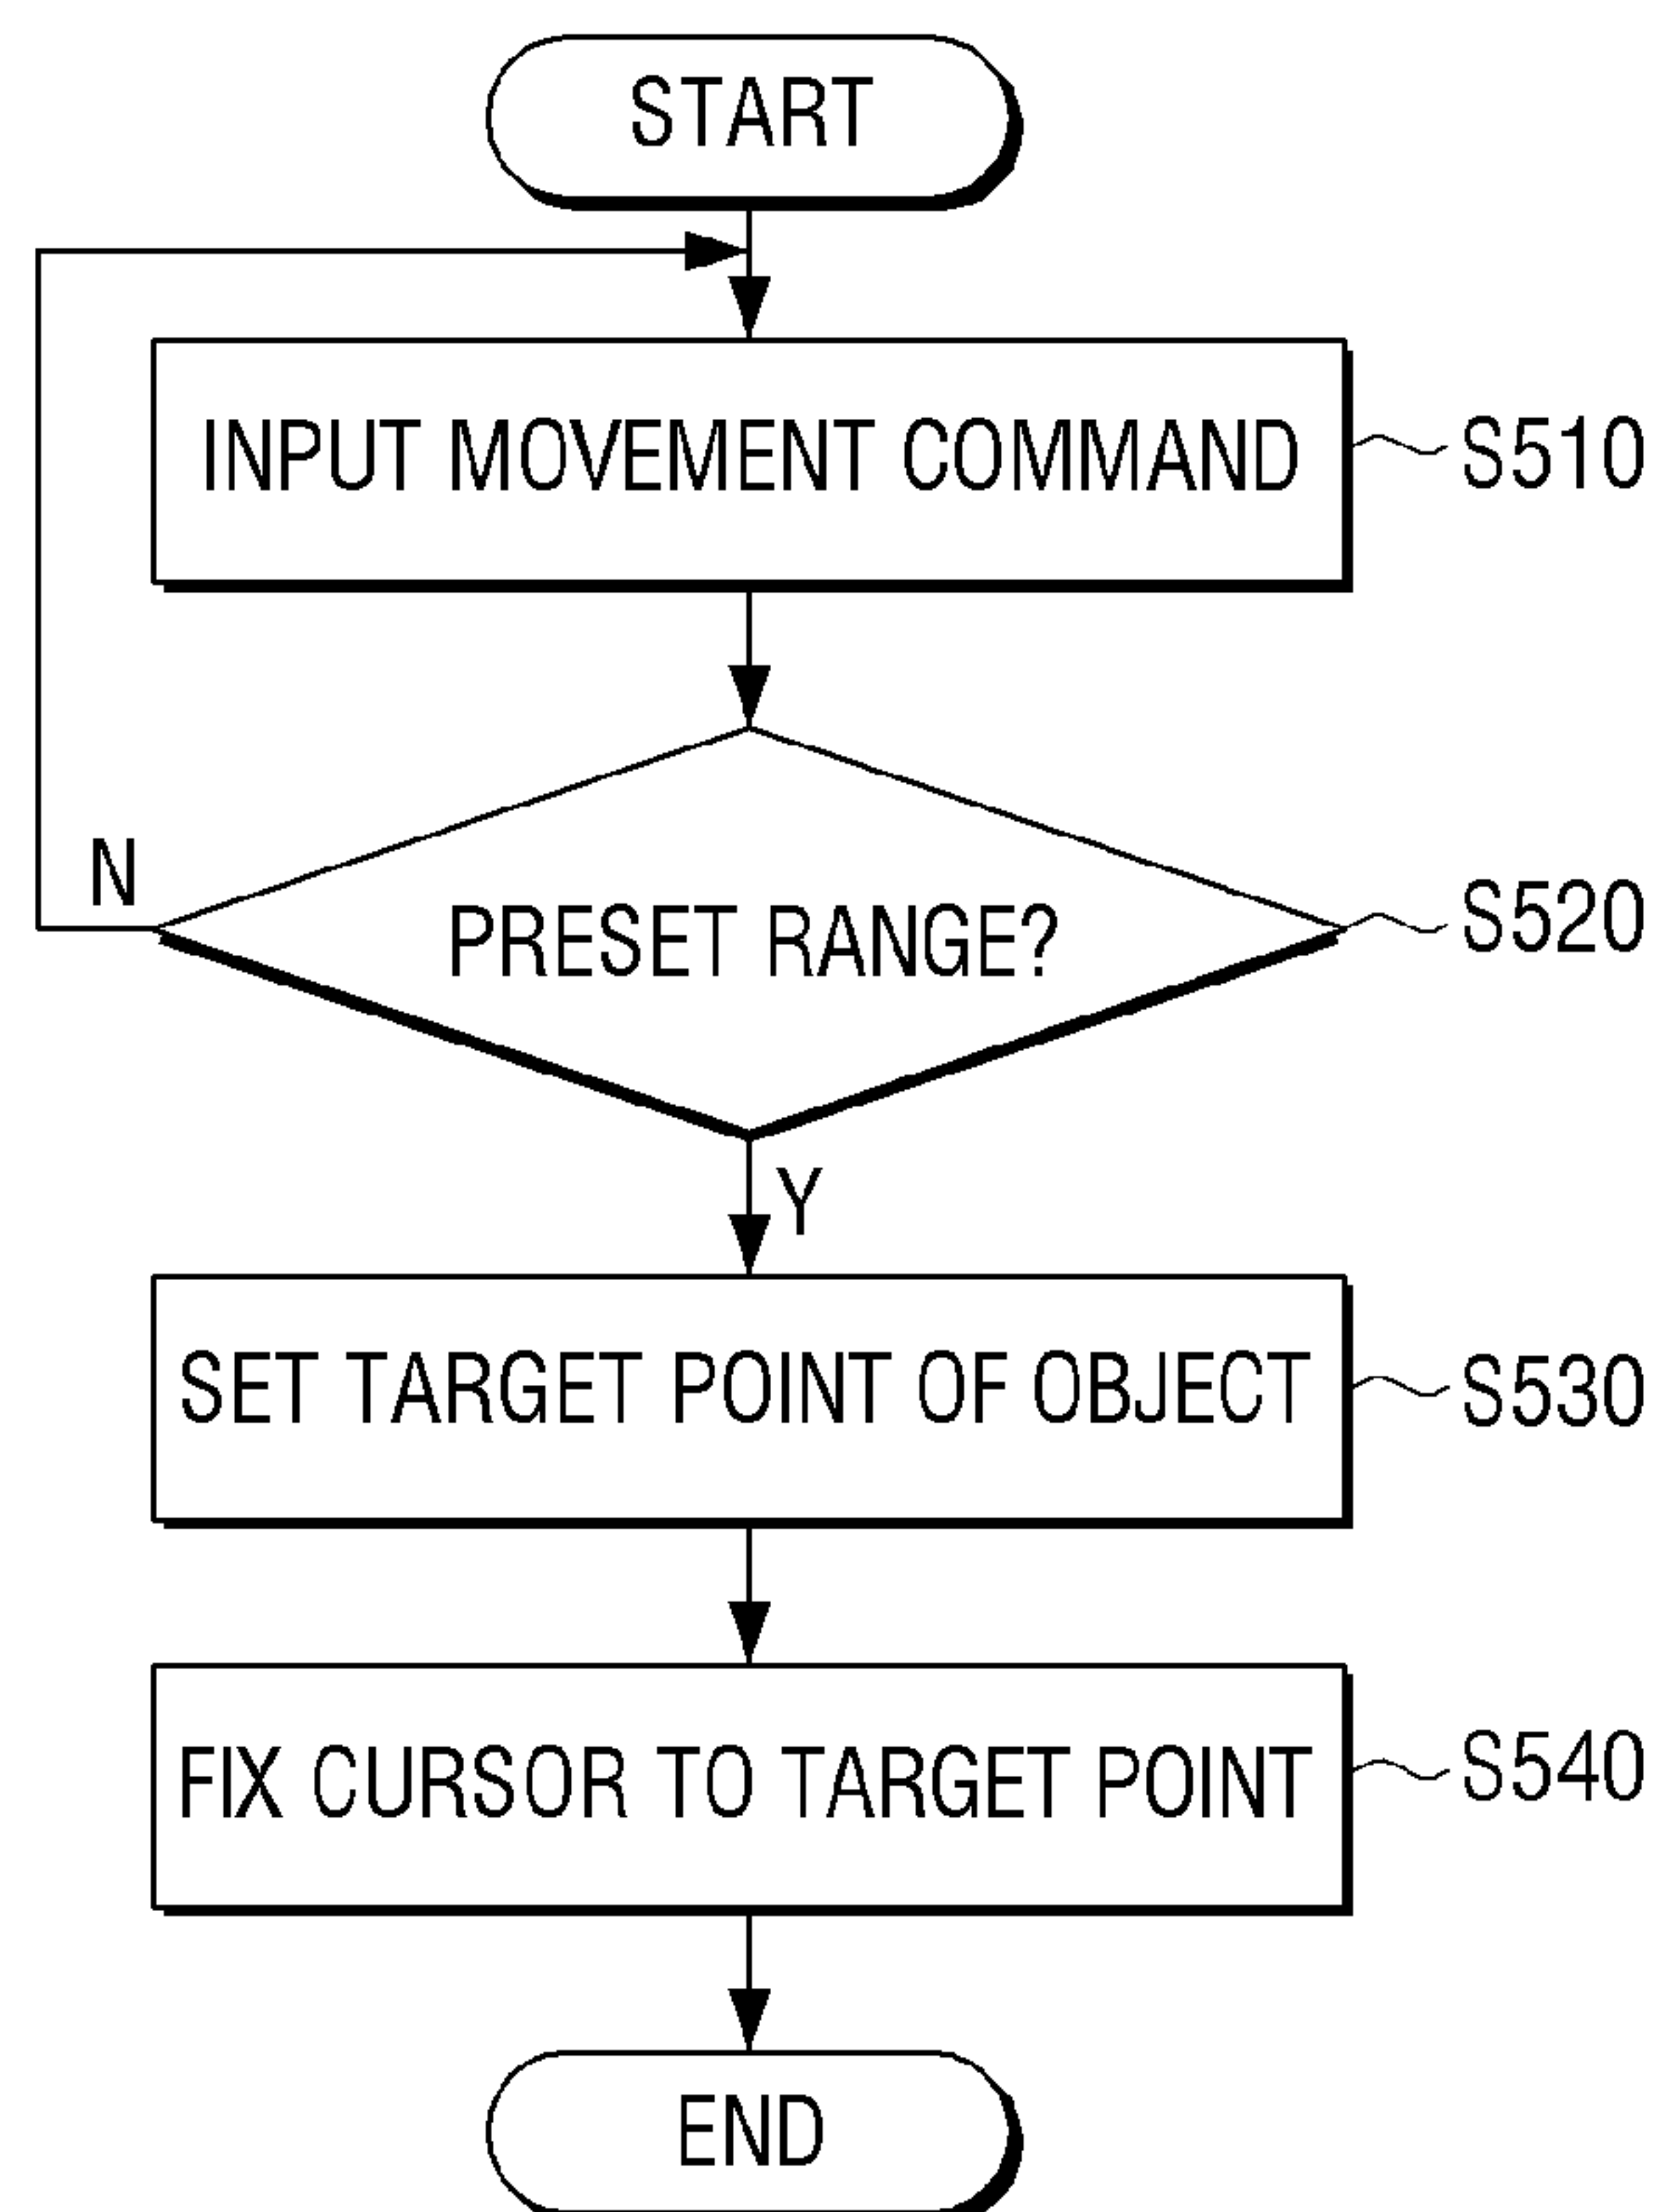 START
INPUT MOVEMENT COMMAND
S510
N
PRESET RANGE?
S520
Y
SET TARGET POINT OF OBJECT
S530
FIX CURSOR TO TARGET POINT
S540
END